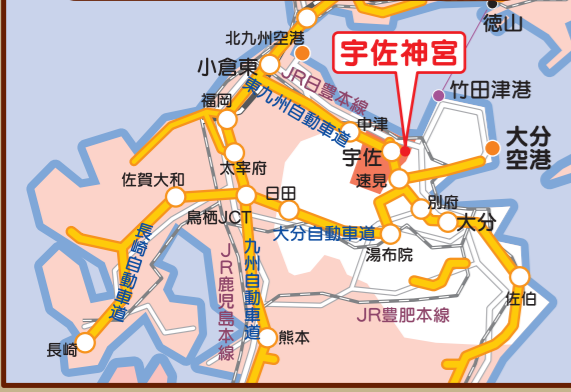 徳山
北九州空港
宇佐神宮
小倉東
JR日豊本線
竹田津港
東九州自動車道
福岡
中津
大分
空港
宇佐
太宰府
佐賀大和
速見
日田
別府
鳥栖JCT
大分自動車道
大分
湯布院
長崎自動車道
JR鹿児島本線
九州自動車道
佐伯
JR豊肥本線
熊本
長崎